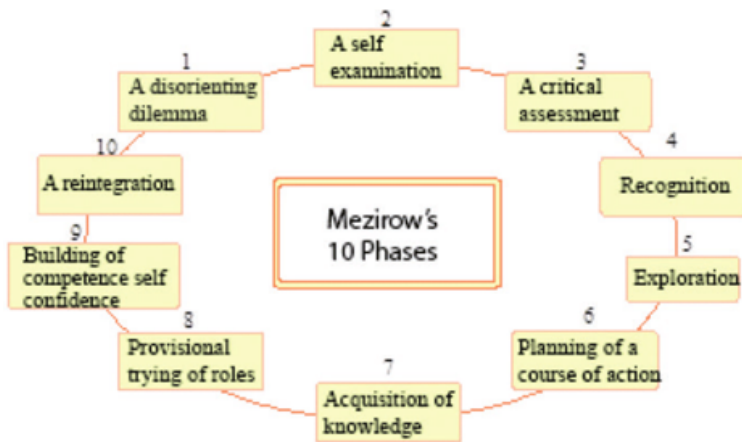 1
A disorienting
dilemma
2
A self
examination
3
A critical
assessment
4
Recognition
5
Exploration
6
Planning of a
course of action
7
Acquisition of
knowledge
8
Provisional
trying of roles
9
Building of
competence self
confidence
10
A reintegration
Mezirow's
10 Phases